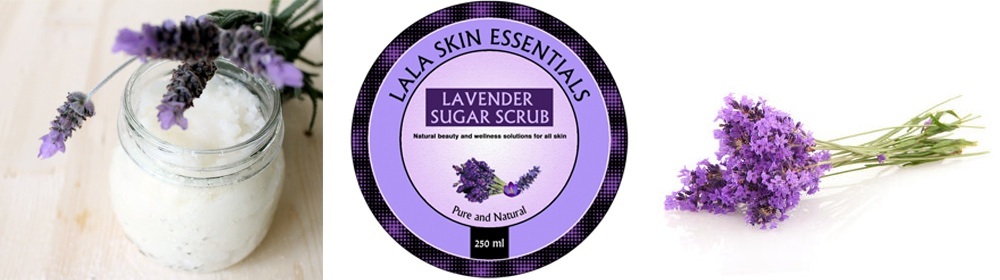 LALA SKIN ESSENTIALS
LAVENDER
SUGAR SCRUB
Natural beauty and wellness solutions for all skin
Pure and Natural
250 ml